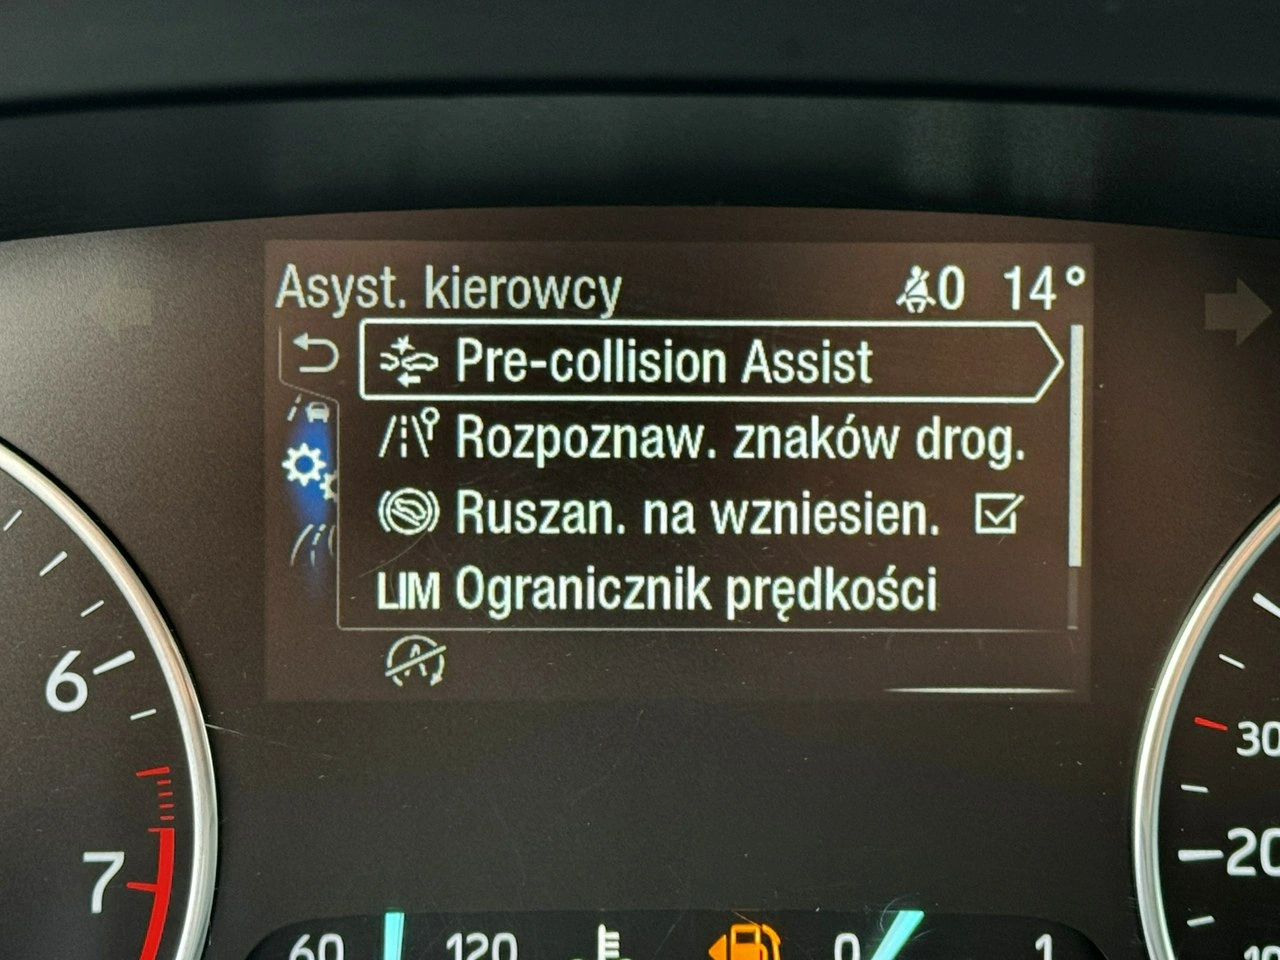 Asyst. kierowcy 0 14°
Pre-collision Assist
Rozpoznaw. znaków drog.
Ruszan. na wzniesien.
LIM Ogranicznik prędkości
A
6
7
30
20
10
60 120 0 1